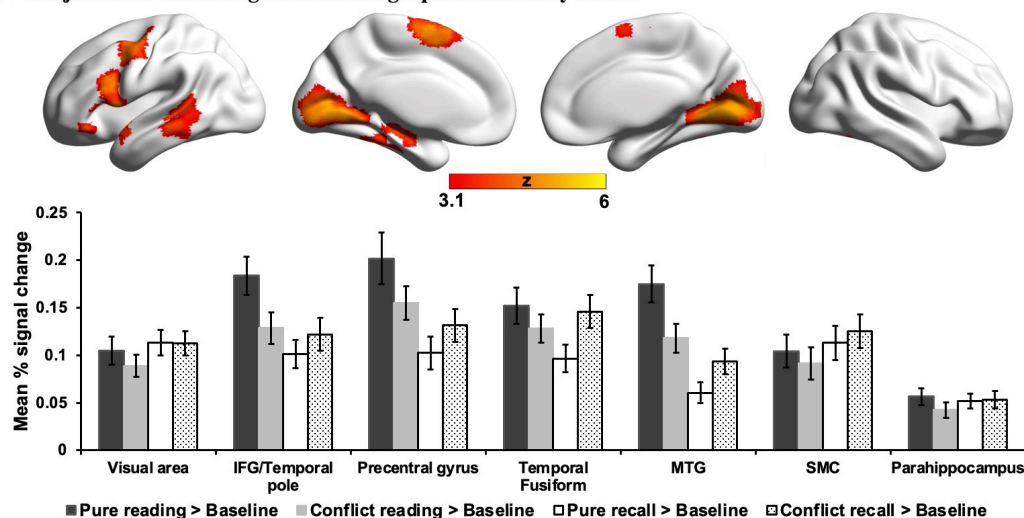 z
3.1 6
Mean % signal change
0.25
0.2
0.15
0.1
0.05
0
Visual area
IFG/Temporal
pole
Precentral gyrus
Temporal
Fusiform
MTG
SMC
Parahippocampus
Pure reading > Baseline
Conflict reading > Baseline
Pure recall > Baseline
Conflict recall > Baseline